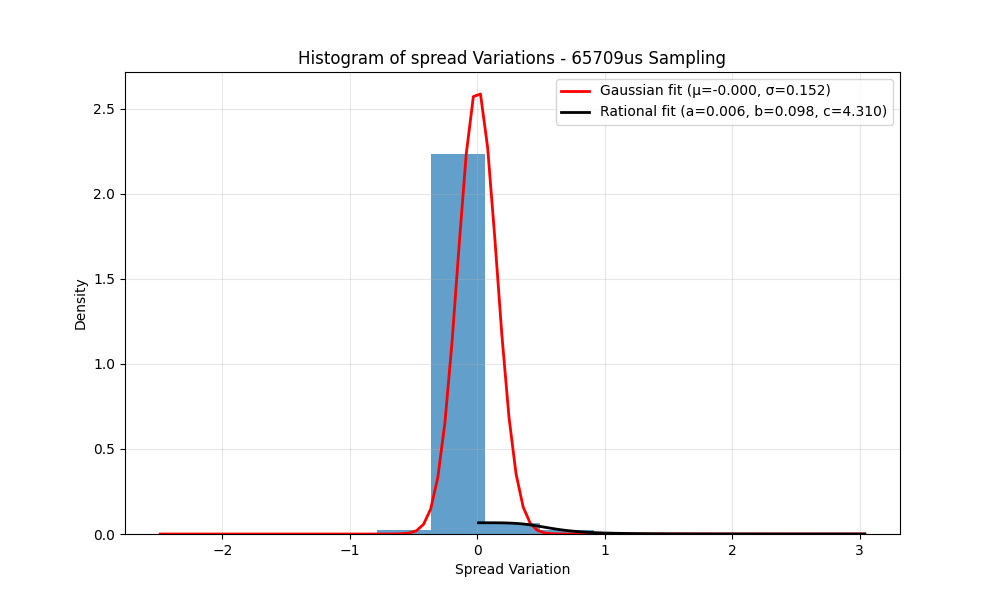 Histogram of spread Variations - 65709us Sampling
Gaussian fit (μ=-0.000, σ=0.152)
Rational fit (a=0.006, b=0.098, c=4.310)
Density
2.5
2.0
1.5
1.0
0.5
0.0
−2
−1
0
1
2
3
Spread Variation